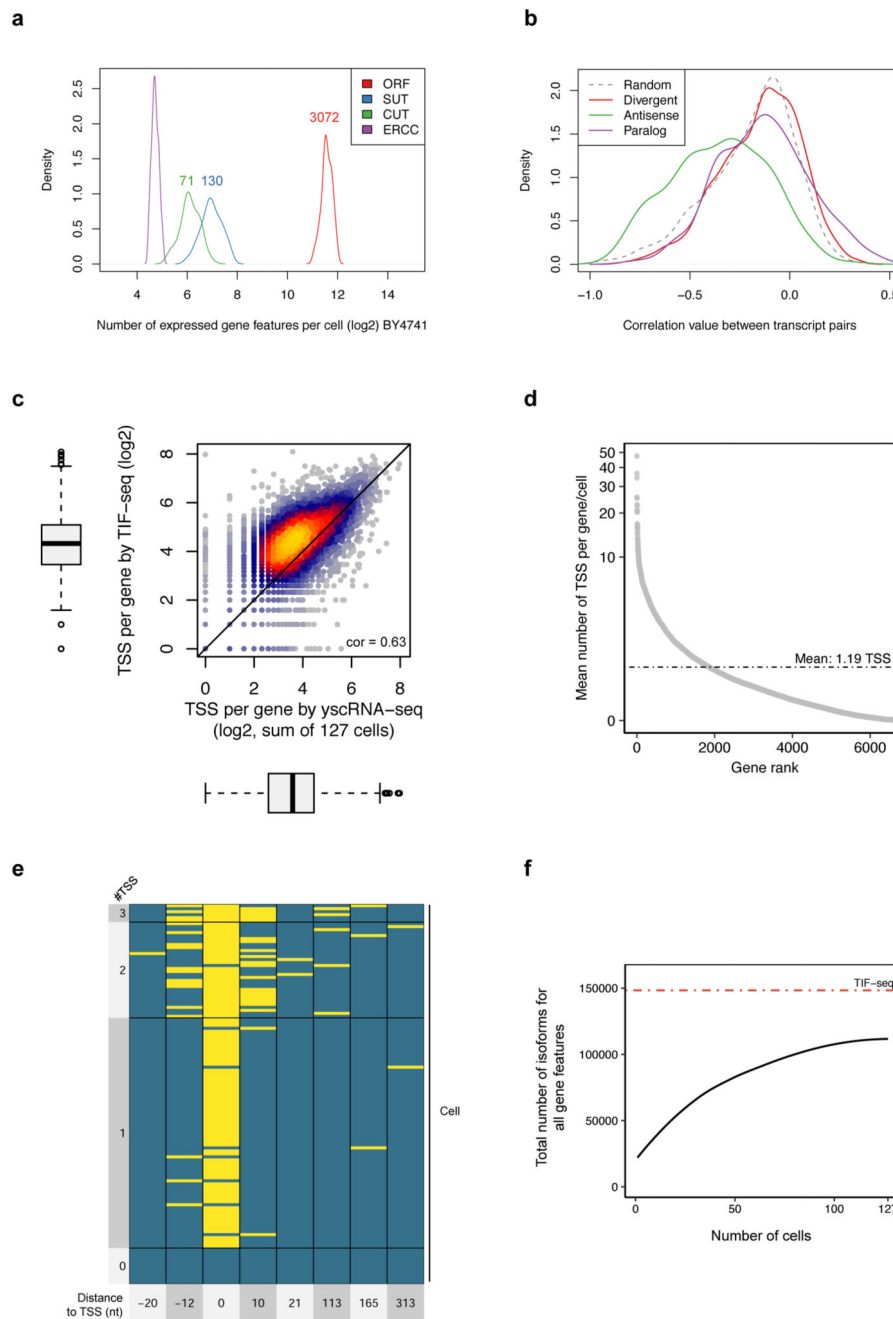 a
ORF
SUT
CUT
ERCC
3072
71
130
Density
0.0
0.5
1.0
1.5
2.0
2.5
4
6
8
10
12
14
Number of expressed gene features per cell (log2) BY4741
b
Random
Divergent
Antisense
Paralog
Density
0.0
0.5
1.0
1.5
2.0
−1.0
−0.5
0.0
0.5
Correlation value between transcript pairs
c
TSS per gene by TIF−seq (log2)
0
2
4
6
8
cor = 0.63
0
2
4
6
8
TSS per gene by yscRNA−seq
(log2, sum of 127 cells)
d
Mean number of TSS per gene/cell
50
40
30
20
10
0
Mean: 1.19 TSS
0
2000
4000
6000
Gene rank
e
#TSS
3
2
1
0
Cell
Distance
to TSS (nt)
−20
−12
0
10
21
113
165
313
f
Total number of isoforms for
all gene features
150000
100000
50000
0
TIF−seq
0
50
100
127
Number of cells